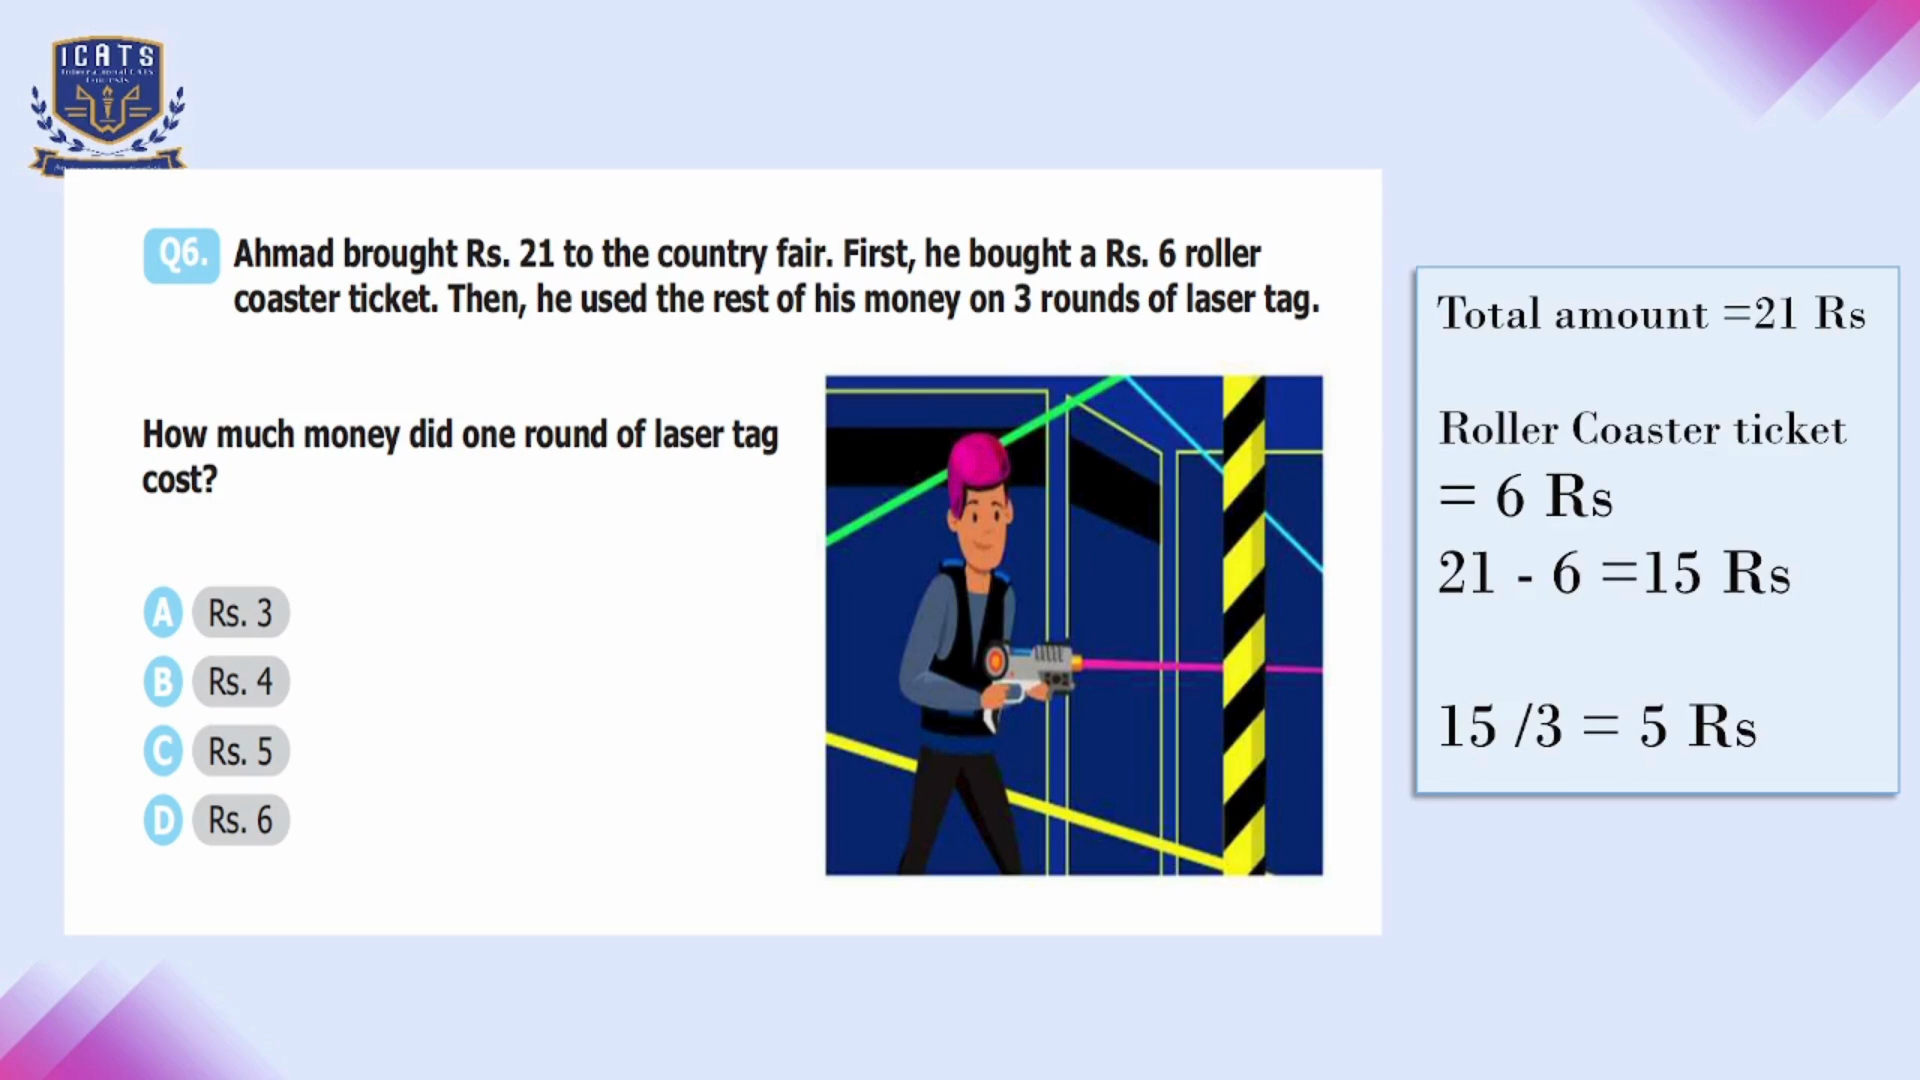 ICATS
Q6. Ahmad brought Rs. 21 to the country fair. First, he bought a Rs. 6 roller
coaster ticket. Then, he used the rest of his money on 3 rounds of laser tag.
How much money did one round of laser tag
cost?
A Rs. 3
B Rs. 4
C Rs. 5
D Rs. 6
Total amount =21 Rs
Roller Coaster ticket
= 6 Rs
21 - 6 =15 Rs
15 /3 = 5 Rs